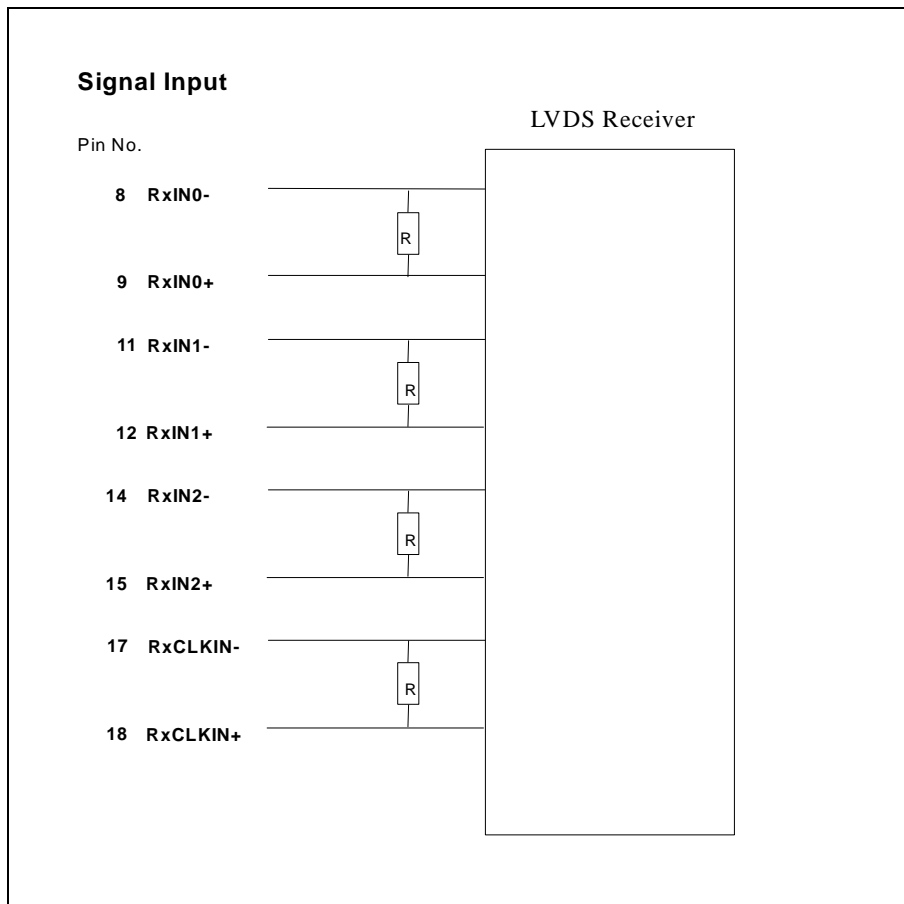 Signal Input
LVDS Receiver
Pin No.
8 RxIN0-
R
9 RxIN0+
11 RxIN1-
R
12 RxIN1+
14 RxIN2-
R
15 RxIN2+
17 RxCLKIN-
R
18 RxCLKIN+